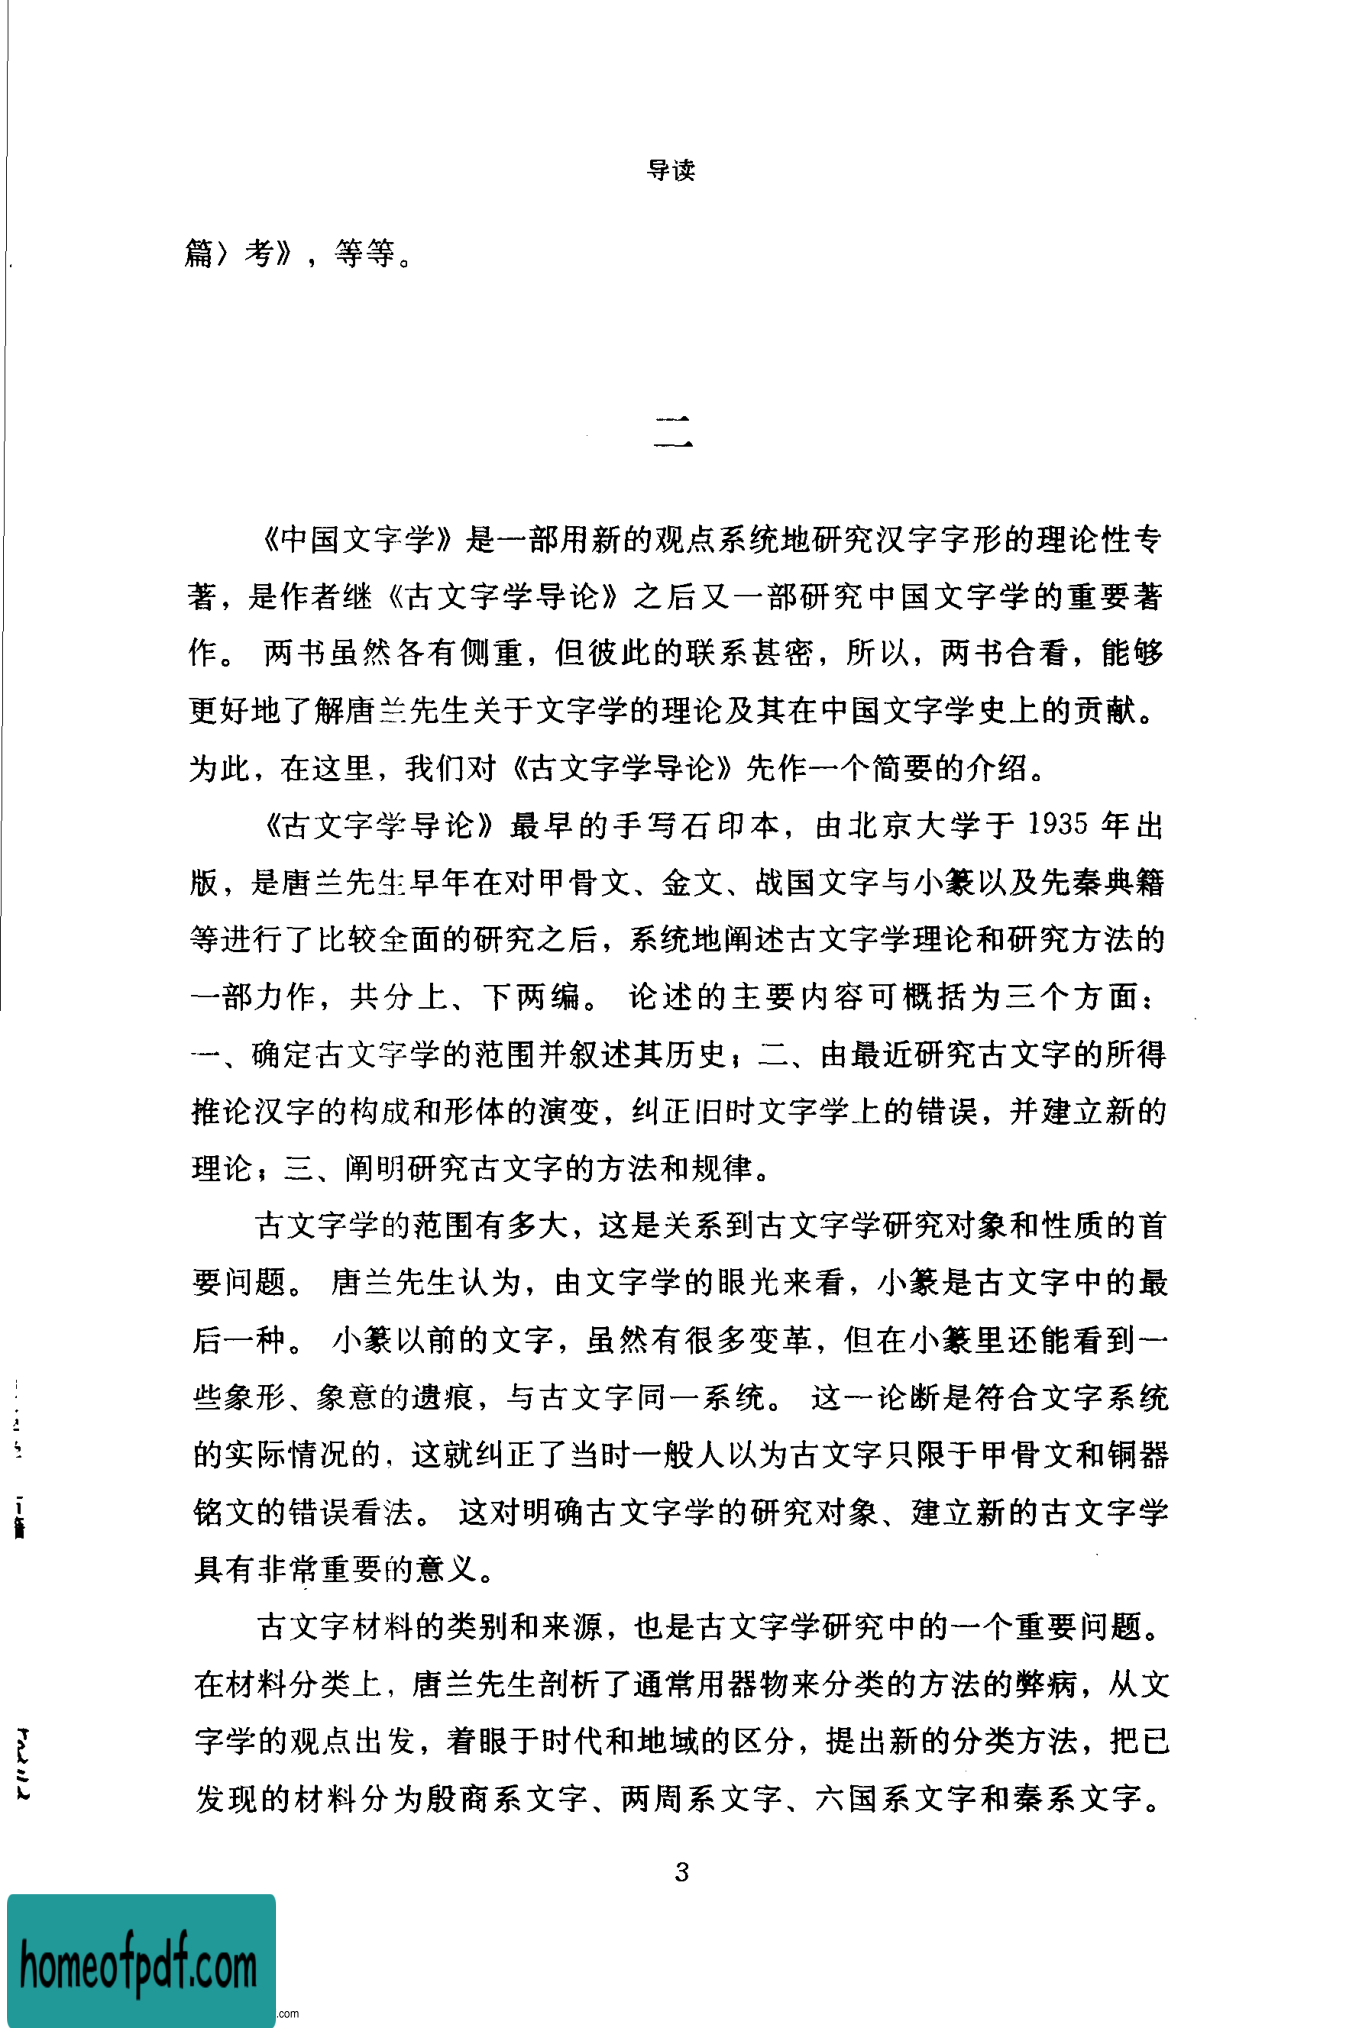 导读
篇〉考》，等等。
二
《中国文字学》是一部用新的观点系统地研究汉字字形的理论性专
著，是作者继《古文字学导论》之后又一部研究中国文字学的重要著
作。 两书虽然各有侧重，但彼此的联系甚密，所以，两书合看，能够
更好地了解唐兰先生关于文字学的理论及其在中国文字学史上的贡献。
为此，在这里，我们对《古文字学导论》先作一个简要的介绍。
《古文字学导论》最早的手写石印本，由北京大学于 1935 年出
版，是唐兰先生早年在对甲骨文、金文、战国文字与小篆以及先秦典籍
等进行了比较全面的研究之后，系统地阐述古文字学理论和研究方法的
一部力作，共分上、下两编。 论述的主要内容可概括为三个方面：
一、确定古文字学的范围并叙述其历史；二、由最近研究古文字的所得
推论汉字的构成和形体的演变，纠正旧时文字学上的错误，并建立新的
理论；三、阐明研究古文字的方法和规律。
古文字学的范围有多大，这是关系到古文字学研究对象和性质的首
要问题。 唐兰先生认为，由文字学的眼光来看，小篆是古文字中的最
后一种。 小篆以前的文字，虽然有很多变革，但在小篆里还能看到一
些象形、象意的遗痕，与古文字同一系统。 这一论断是符合文字系统
的实际情况的，这就纠正了当时一般人以为古文字只限于甲骨文和铜器
铭文的错误看法。 这对明确古文字学的研究对象、建立新的古文字学
具有非常重要的意义。
古文字材料的类别和来源，也是古文字学研究中的一个重要问题。
在材料分类上，唐兰先生剖析了通常用器物来分类的方法的弊病，从文
字学的观点出发，着眼于时代和地域的区分，提出新的分类方法，把已
发现的材料分为殷商系文字、两周系文字、六国系文字和秦系文字。
3
homeofpdf.com
.com